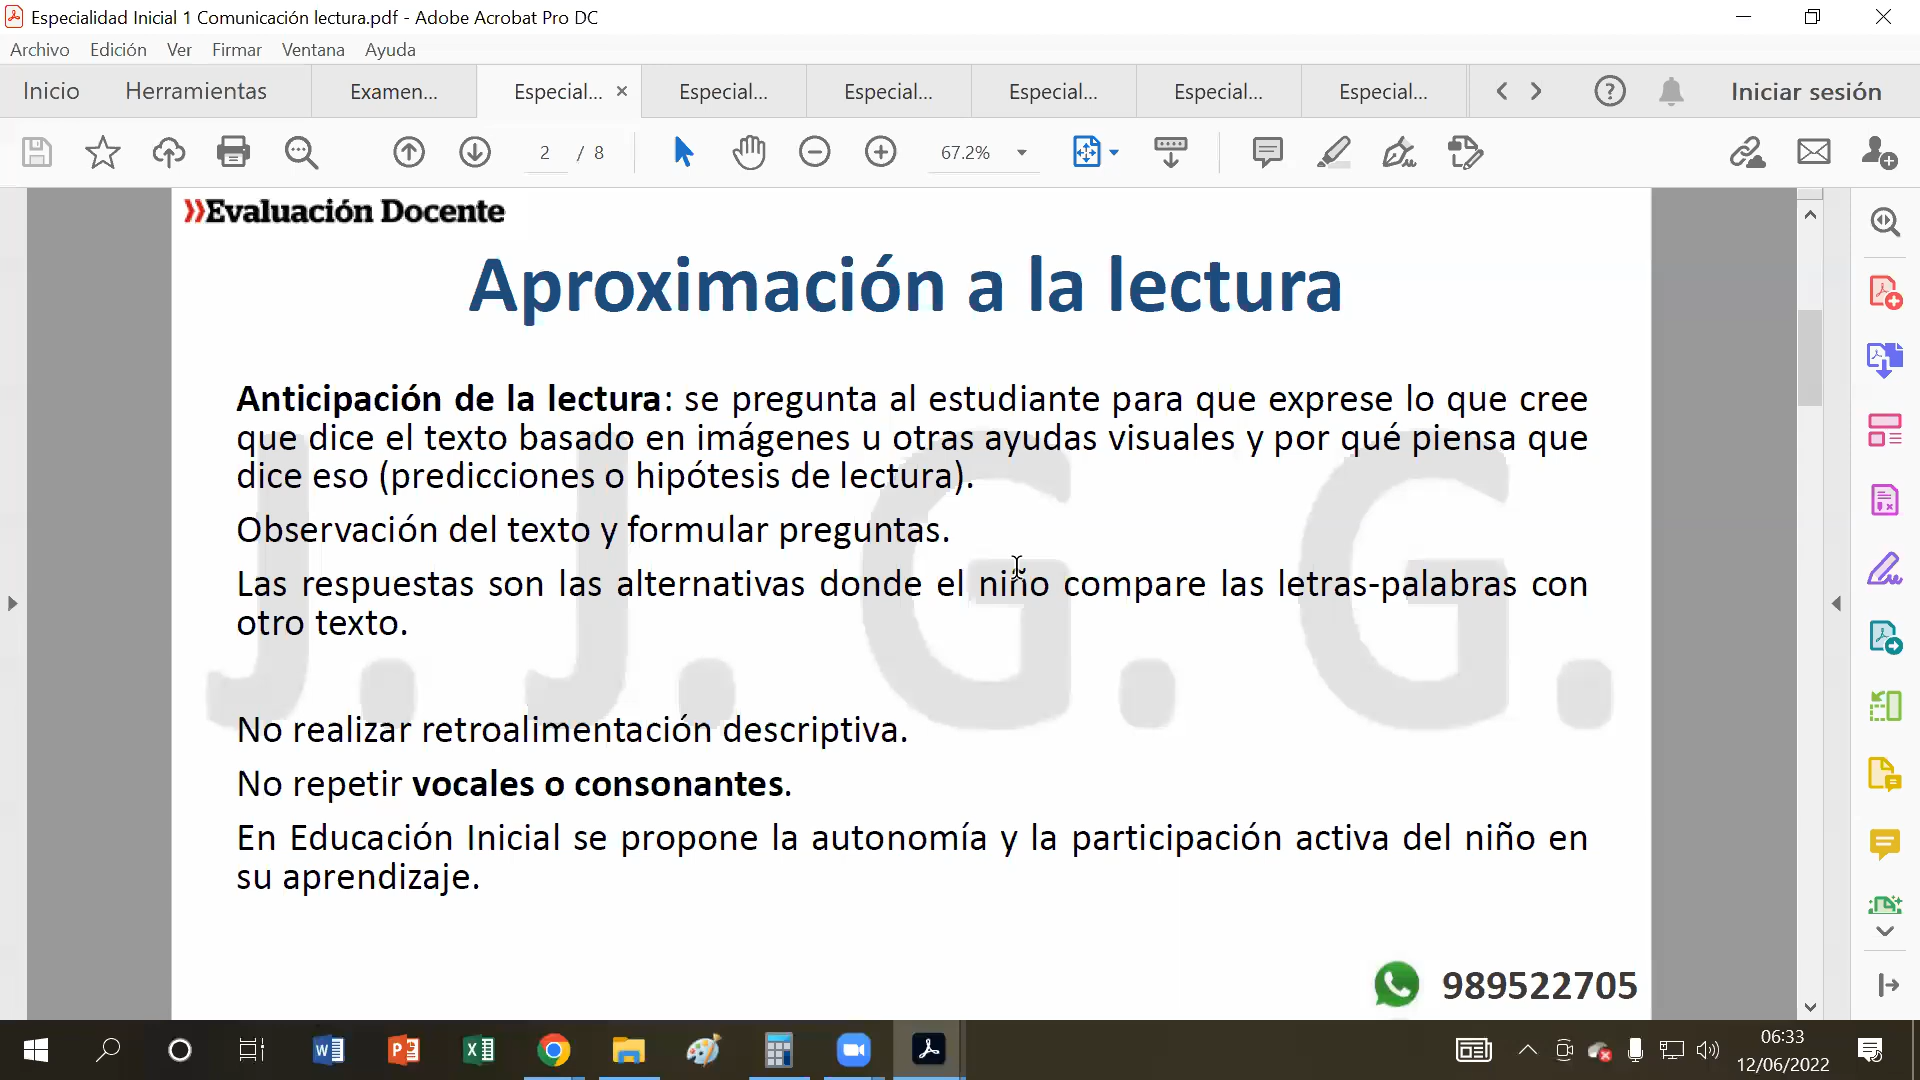 Especialidad Inicial 1 Comunicación lectura.pdf - Adobe Acrobat Pro DC
Archivo Edición Ver Firmar Ventana Ayuda
Inicio Herramientas Examen... Especial... × Especial... Especial... Especial... Especial... Especial... Iniciar sesión
2 / 8 67.2%
»Evaluación Docente
Aproximación a la lectura
Anticipación de la lectura: se pregunta al estudiante para que exprese lo que cree
que dice el texto basado en imágenes u otras ayudas visuales y por qué piensa que
dice eso (predicciones o hipótesis de lectura).
Observación del texto y formular preguntas.
Las respuestas son las alternativas donde el niño compare las letras-palabras con
otro texto.
J. J. G. G.
No realizar retroalimentación descriptiva.
No repetir vocales o consonantes.
En Educación Inicial se propone la autonomía y la participación activa del niño en
su aprendizaje.
989522705
06:33
12/06/2022